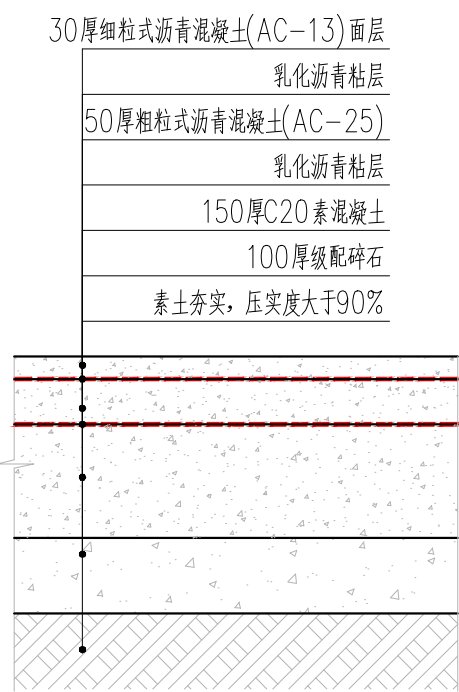 30厚细粒式沥青混凝土(AC-13)面层
乳化沥青粘层
50厚粗粒式沥青混凝土(AC-25)
乳化沥青粘层
150厚C20素混凝土
100厚级配碎石
素土夯实，压实度大于90%